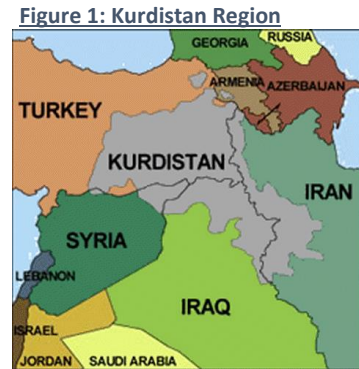 Figure 1: Kurdistan Region
RUSSIA
GEORGIA
ARMENIA
AZERBAIJAN
TURKEY
KURDISTAN
IRAN
SYRIA
LEBANON
IRAQ
ISRAEL
JORDAN
SAUDI ARABIA